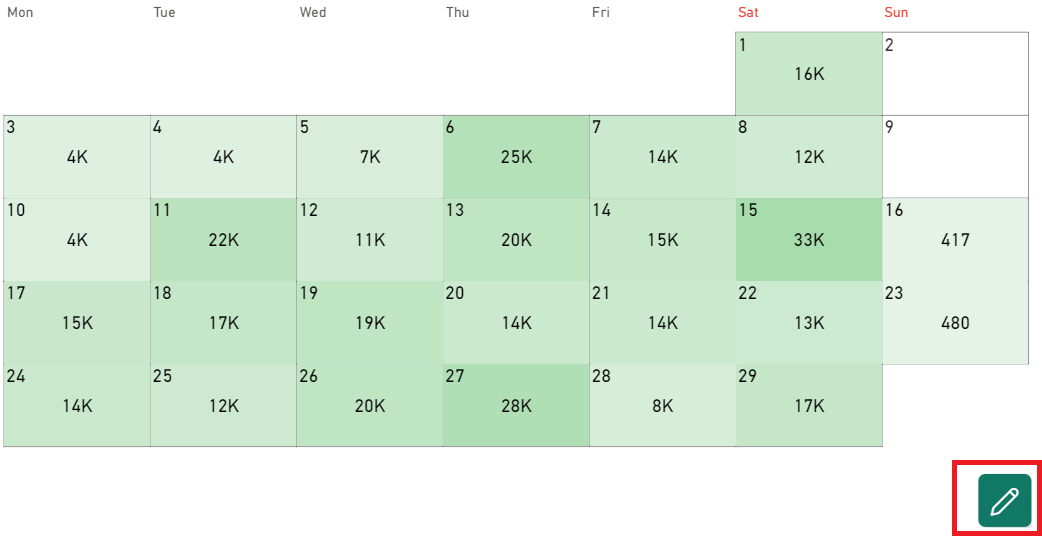 Mon Tue Wed Thu Fri Sat Sun
1 2
16K
3 4 5 6 7 8 9
4K 4K 7K 25K 14K 12K
10 11 12 13 14 15 16
4K 22K 11K 20K 15K 33K 417
17 18 19 20 21 22 23
15K 17K 19K 14K 14K 13K 480
24 25 26 27 28 29
14K 12K 20K 28K 8K 17K